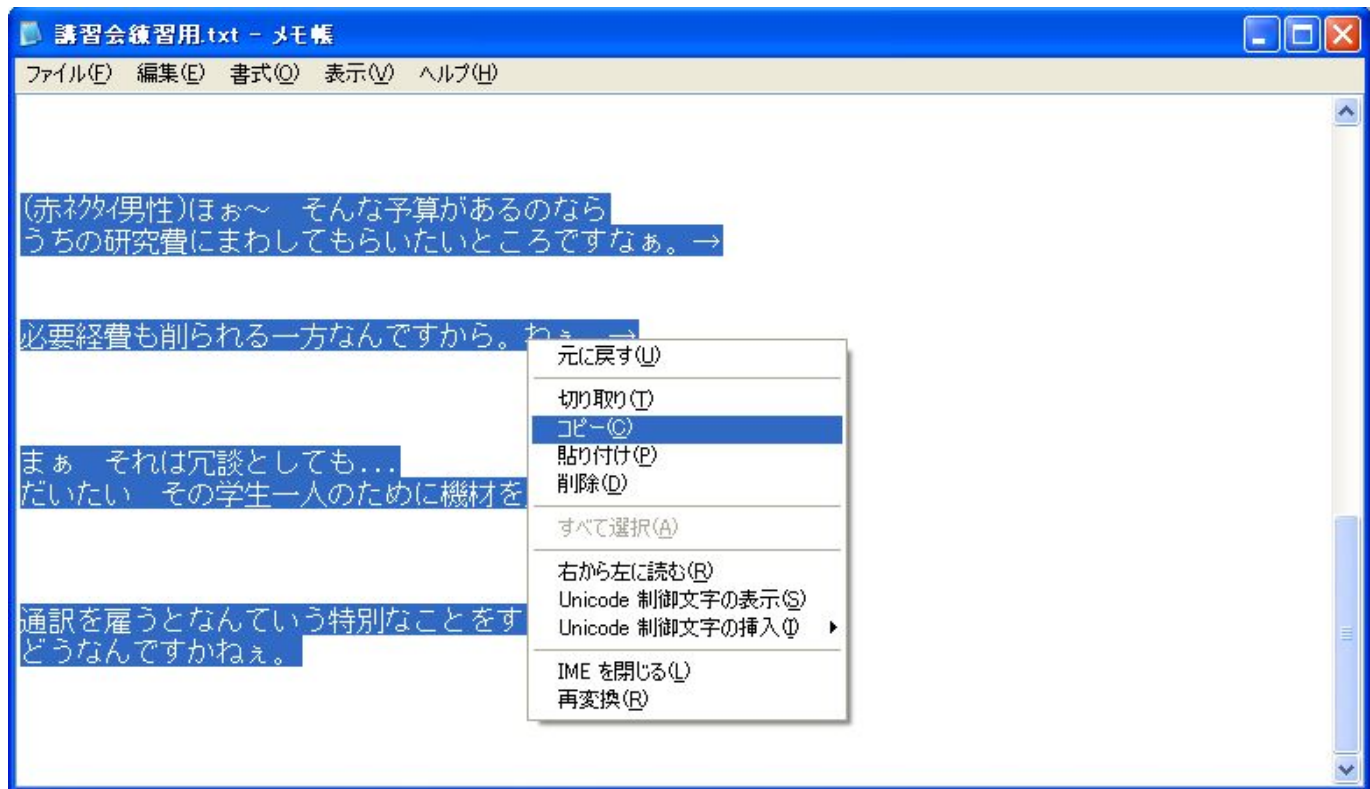 講習会練習用.txt - メモ帳
ファイル(F) 編集(E) 書式(O) 表示(V) ヘルプ(H)
(赤ネクタイ男性)ほぉ～　そんな予算があるのなら
うちの研究費にまわしてもらいたいところですなぁ。→
必要経費も削られる一方なんですから。ねぇ　→
まぁ　それは冗談としても...
だいたい　その学生一人のために機材を
通訳を雇うとなんていう特別なことをす
どうなんですかねぇ。
元に戻す(U)
切り取り(T)
コピー(C)
貼り付け(P)
削除(D)
すべて選択(A)
右から左に読む(R)
Unicode 制御文字の表示(S)
Unicode 制御文字の挿入(I)
IME を閉じる(L)
再変換(R)